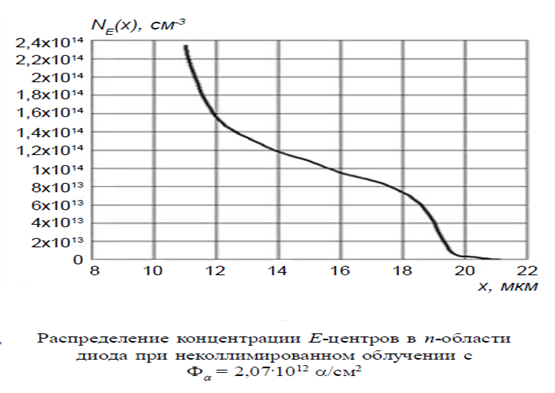 N_E(x), см⁻³
2,4x10¹⁴
2,2x10¹⁴
2x10¹⁴
1,8x10¹⁴
1,6x10¹⁴
1,4x10¹⁴
1,2x10¹⁴
1x10¹⁴
8x10¹³
6x10¹³
4x10¹³
2x10¹³
0
8 10 12 14 16 18 20 22
x, мкм
Распределение концентрации E-центров в n-области
диода при неколлимированном облучении с
Ф_α = 2,07·10¹² α/см²